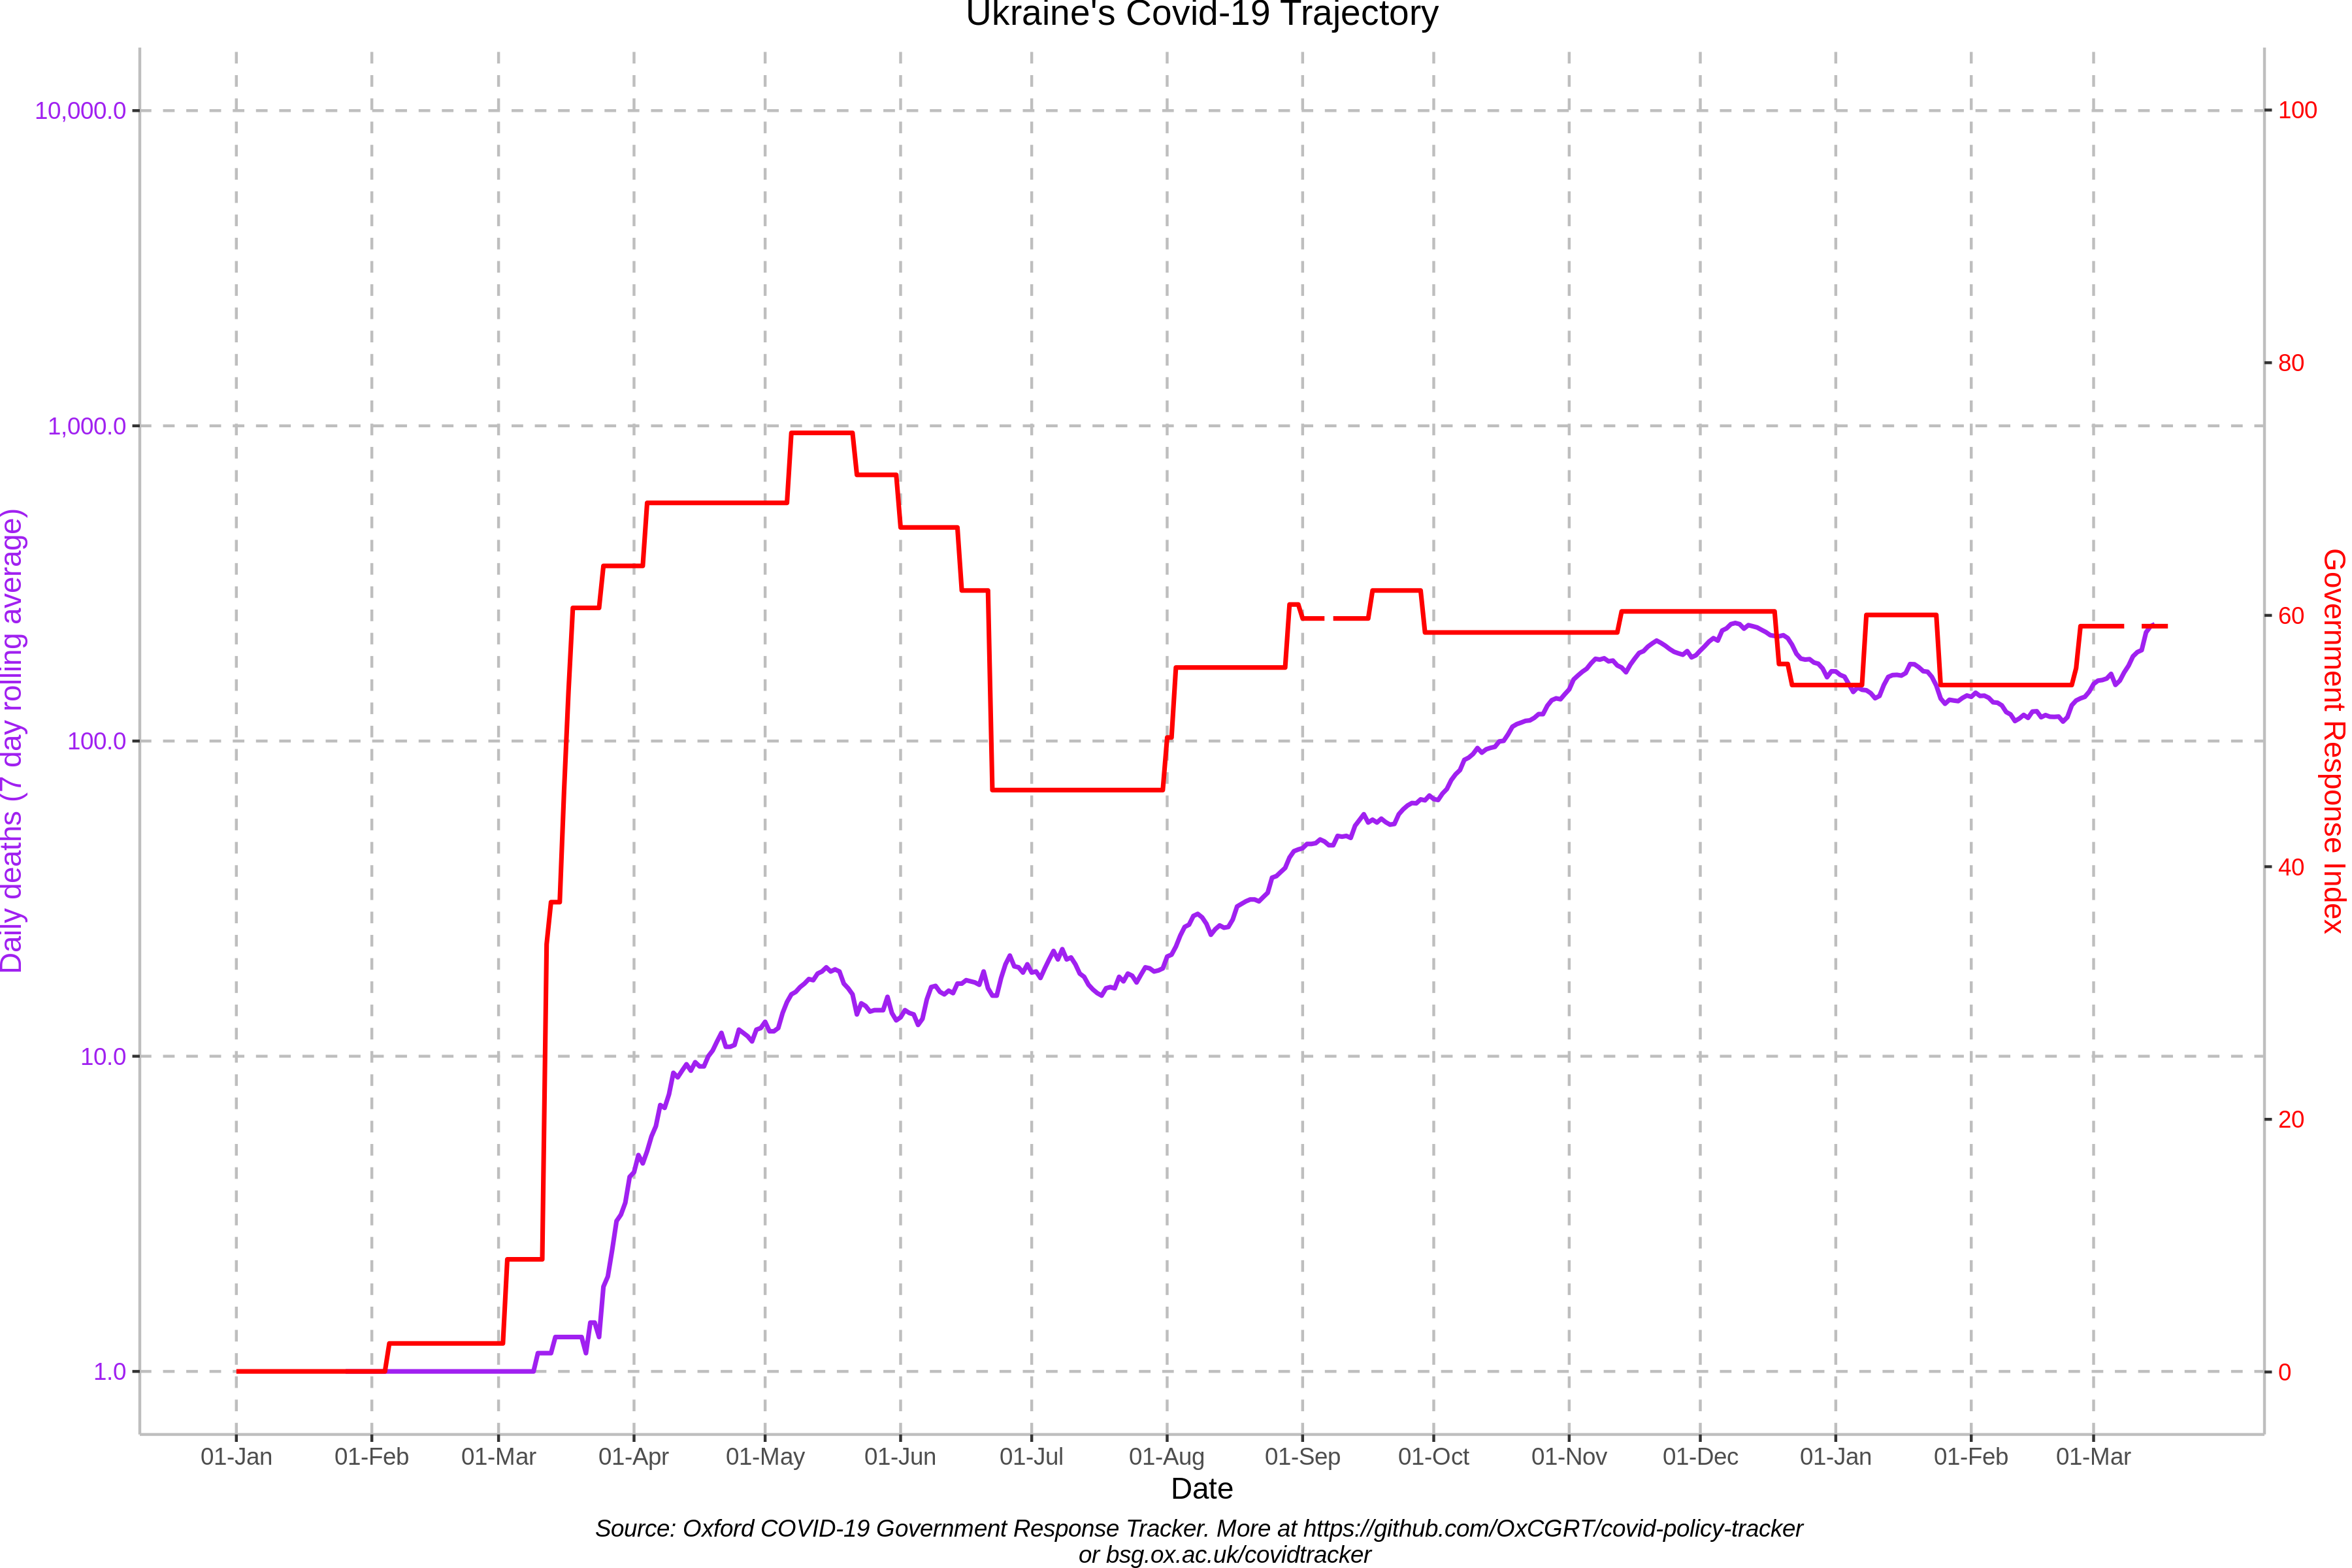 Ukraine's Covid-19 Trajectory
10,000.0
1,000.0
100.0
10.0
1.0
Daily deaths (7 day rolling average)
100
80
60
40
20
0
Government Response Index
01-Jan 01-Feb 01-Mar 01-Apr 01-May 01-Jun 01-Jul 01-Aug 01-Sep 01-Oct 01-Nov 01-Dec 01-Jan 01-Feb 01-Mar
Date
Source: Oxford COVID-19 Government Response Tracker. More at https://github.com/OxCGRT/covid-policy-tracker
or bsg.ox.ac.uk/covidtracker